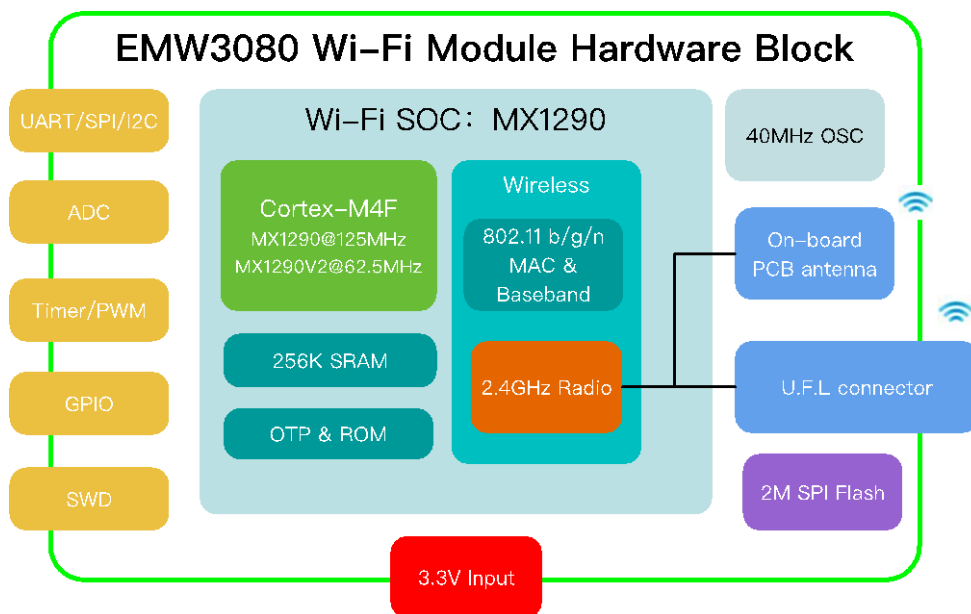 EMW3080 Wi-Fi Module Hardware Block
UART/SPI/I2C
ADC
Timer/PWM
GPIO
SWD
Wi-Fi SOC: MX1290
Cortex-M4F
MX1290@125MHz
MX1290V2@62.5MHz
256K SRAM
OTP & ROM
Wireless
802.11 b/g/n
MAC &
Baseband
2.4GHz Radio
40MHz OSC
On-board
PCB antenna
U.F.L connector
2M SPI Flash
3.3V Input